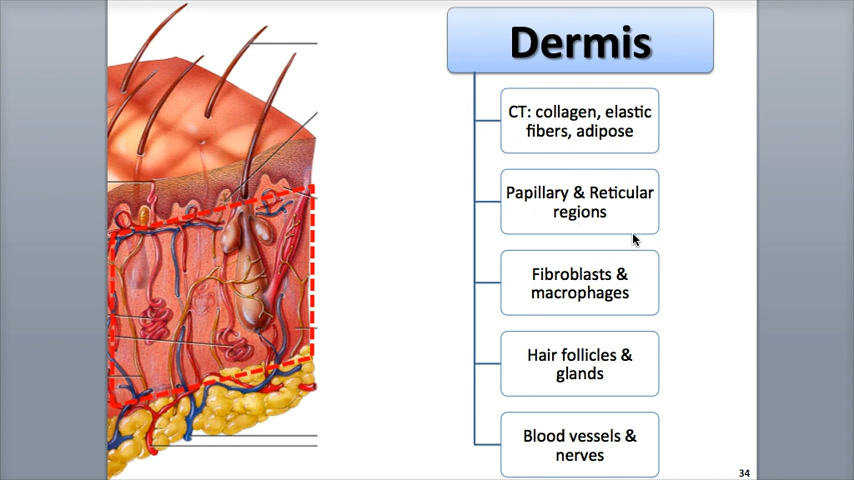 Dermis
CT: collagen, elastic
fibers, adipose
Papillary & Reticular
regions
Fibroblasts &
macrophages
Hair follicles &
glands
Blood vessels &
nerves
34